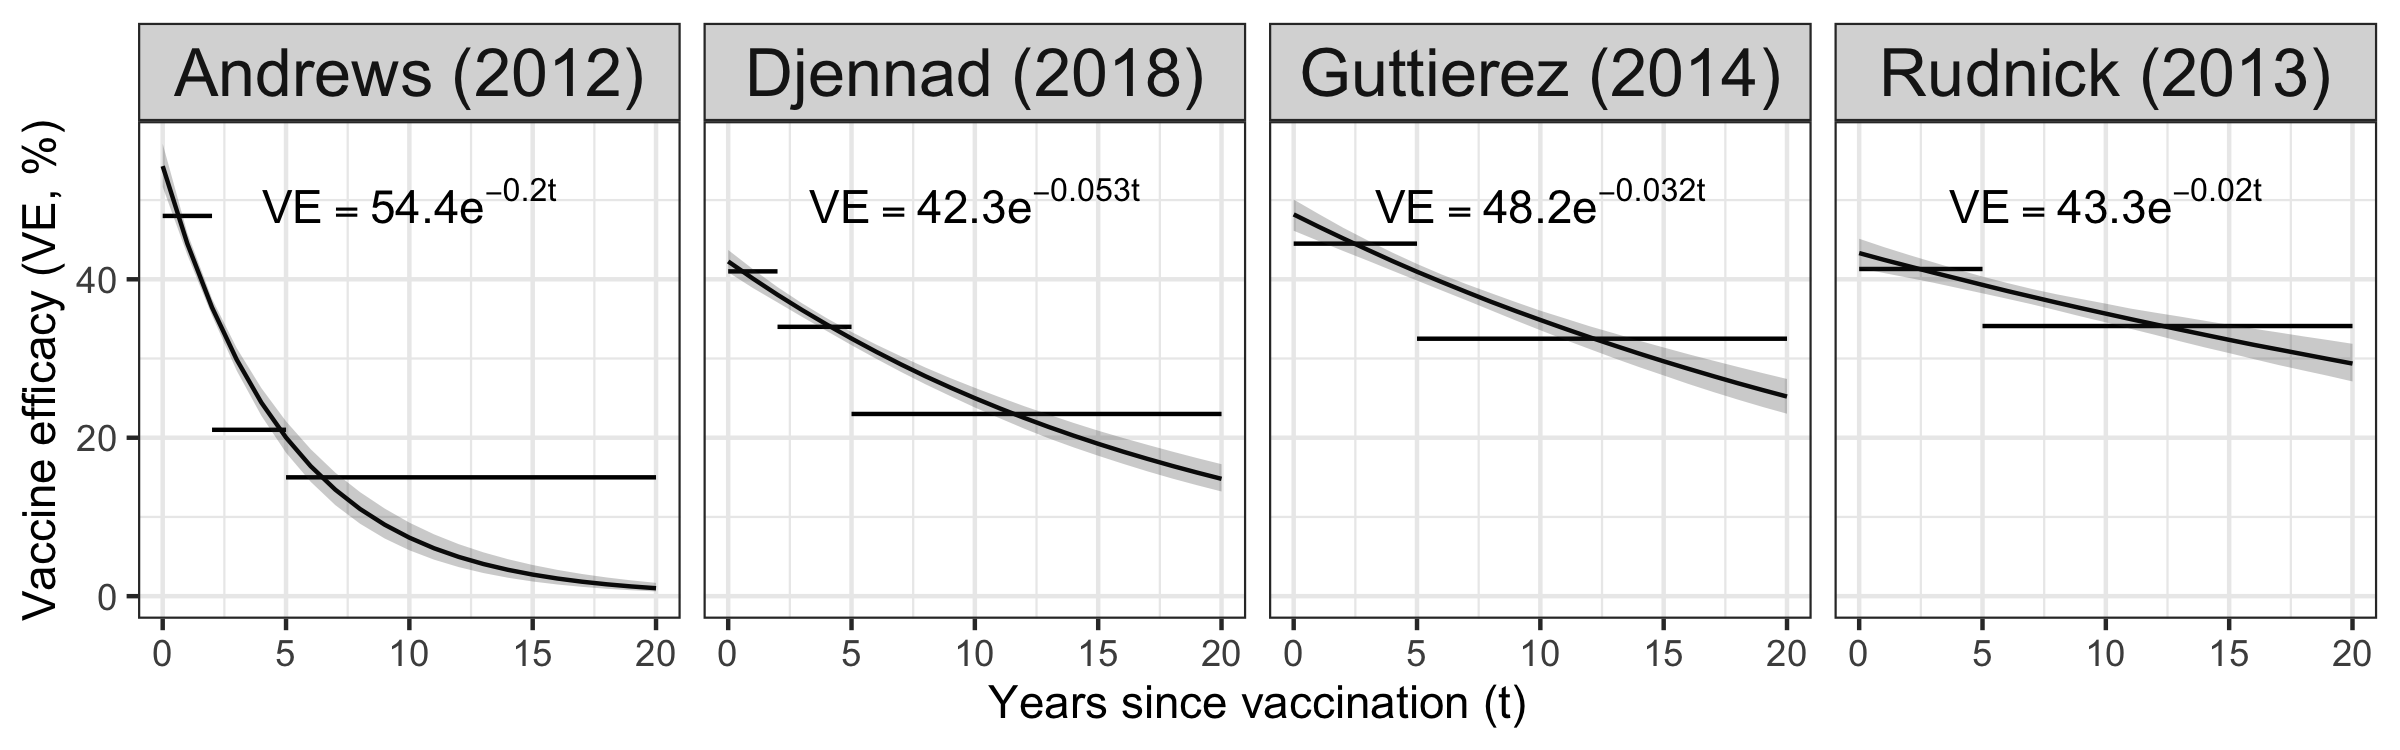 Andrews (2012)
Djennad (2018)
Guttierez (2014)
Rudnick (2013)
VE = 54.4e−0.2t
VE = 42.3e−0.053t
VE = 48.2e−0.032t
VE = 43.3e−0.02t
Vaccine efficacy (VE, %)
40
20
0
0 5 10 15 20
0 5 10 15 20
0 5 10 15 20
0 5 10 15 20
Years since vaccination (t)